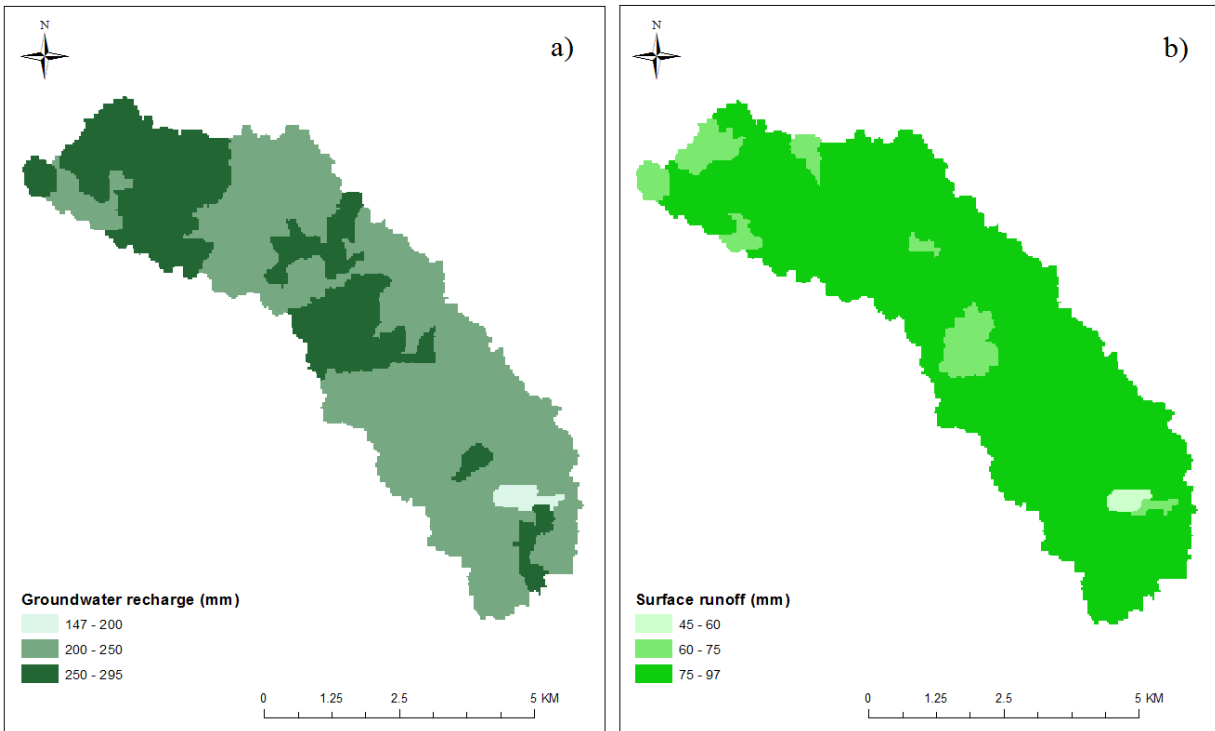 N
a)
Groundwater recharge (mm)
147 - 200
200 - 250
250 - 295
0 1.25 2.5 5 KM
N
b)
Surface runoff (mm)
45 - 60
60 - 75
75 - 97
0 1.25 2.5 5 KM